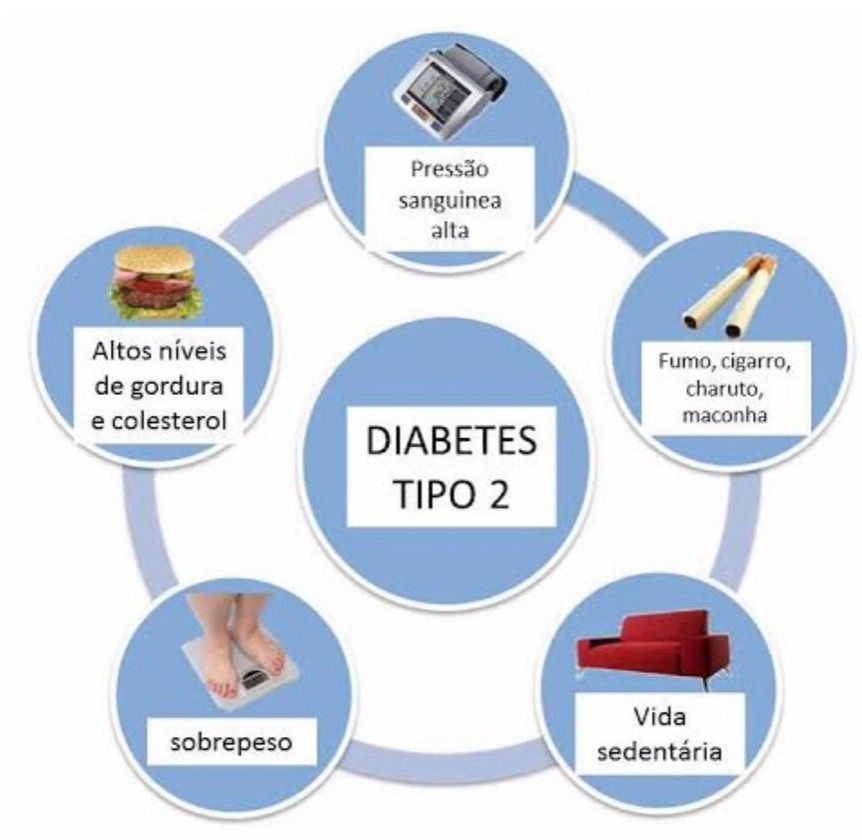 Pressão
sanguinea
alta
Altos níveis
de gordura
e colesterol
Fumo, cigarro,
charuto,
maconha
DIABETES
TIPO 2
sobrepeso
Vida
sedentária